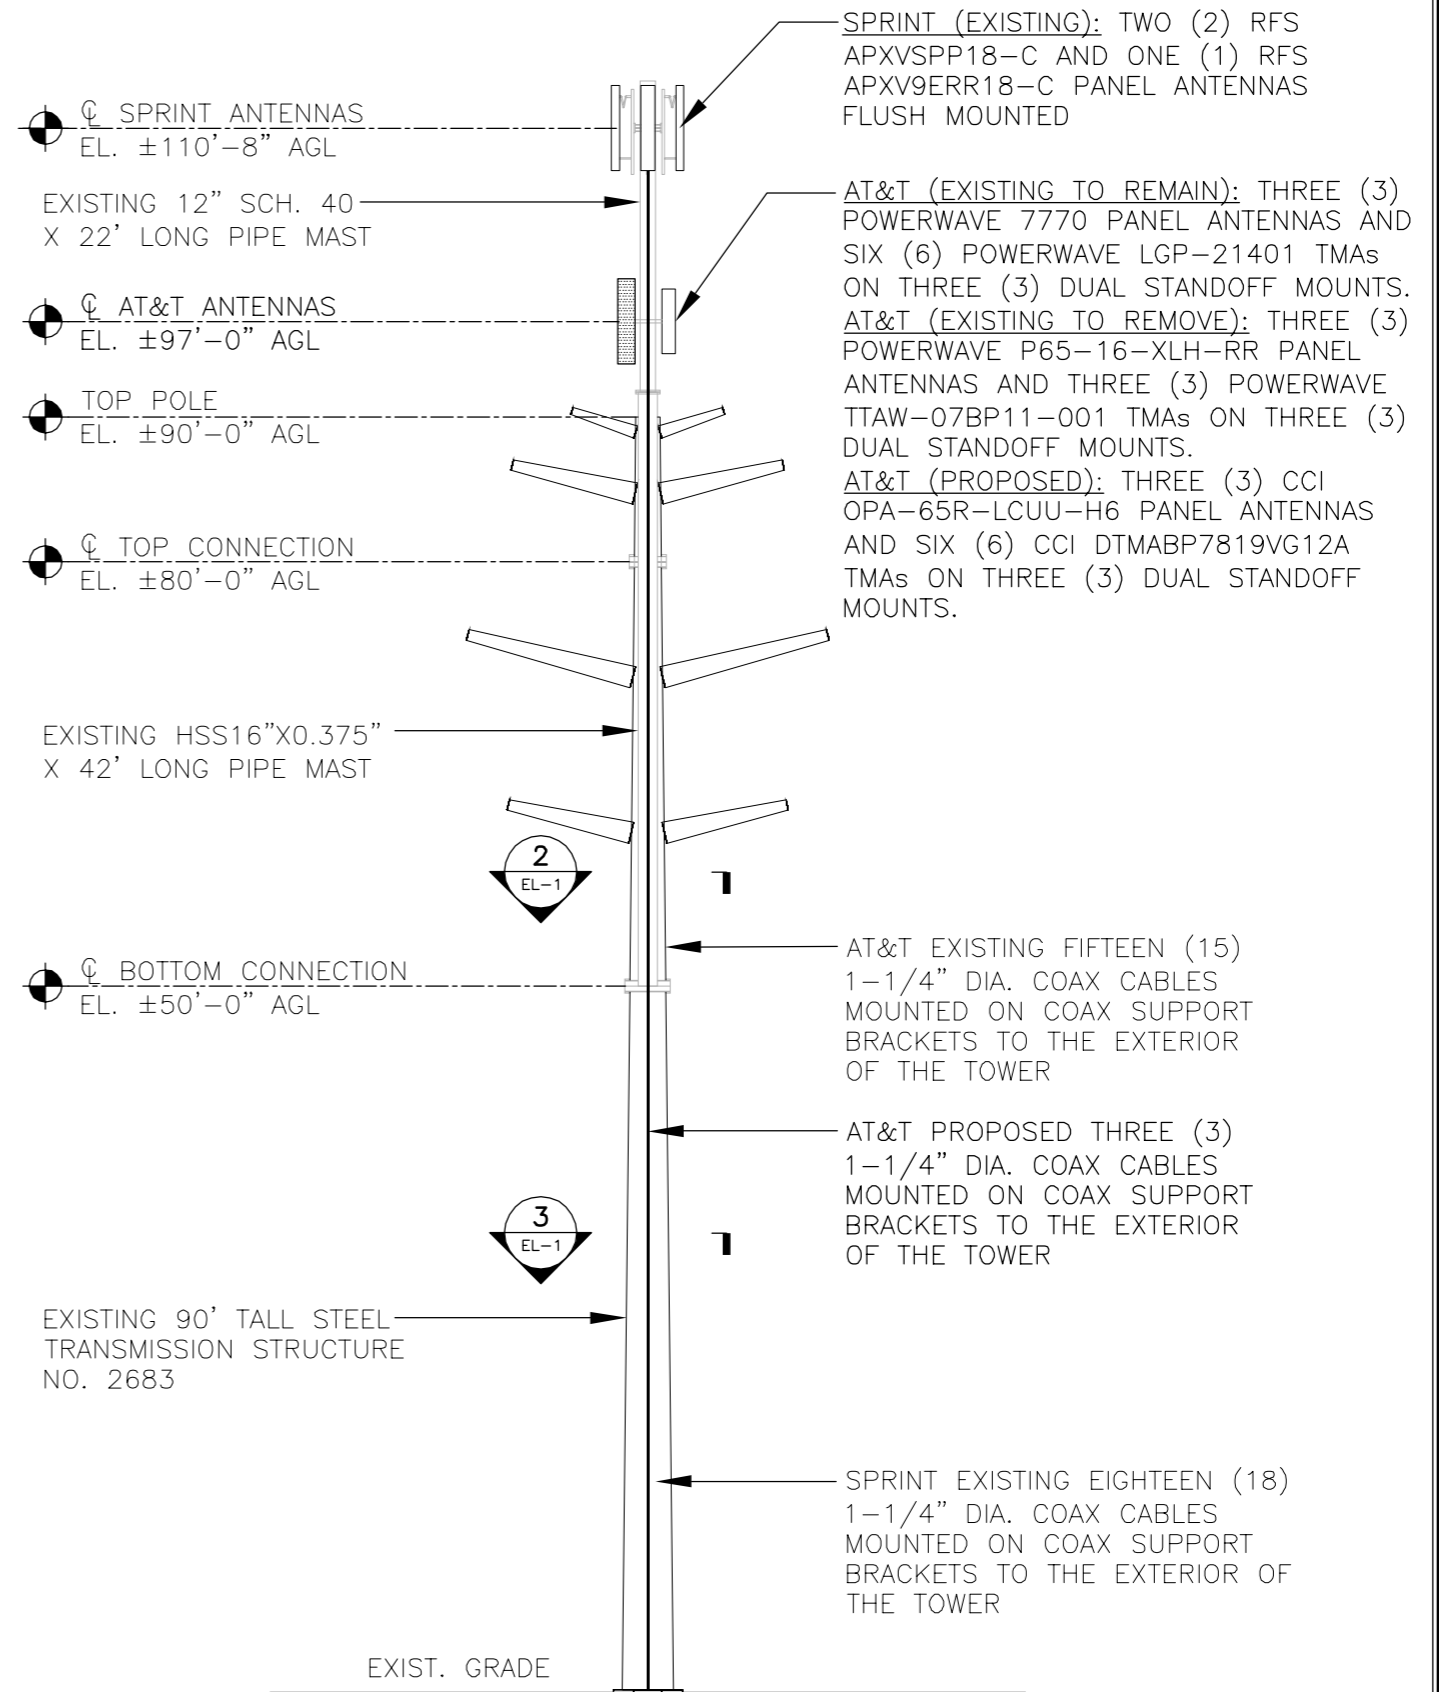 SPRINT (EXISTING): TWO (2) RFS
APXVSPP18-C AND ONE (1) RFS
APXV9ERR18-C PANEL ANTENNAS
FLUSH MOUNTED
℄ SPRINT ANTENNAS
EL. ±110'-8" AGL
EXISTING 12" SCH. 40
X 22' LONG PIPE MAST
AT&T (EXISTING TO REMAIN): THREE (3)
POWERWAVE 7770 PANEL ANTENNAS AND
SIX (6) POWERWAVE LGP-21401 TMAs
ON THREE (3) DUAL STANDOFF MOUNTS.
AT&T (EXISTING TO REMOVE): THREE (3)
POWERWAVE P65-16-XLH-RR PANEL
ANTENNAS AND THREE (3) POWERWAVE
TTAW-07BP11-001 TMAs ON THREE (3)
DUAL STANDOFF MOUNTS.
AT&T (PROPOSED): THREE (3) CCI
OPA-65R-LCUU-H6 PANEL ANTENNAS
AND SIX (6) CCI DTMABP7819VG12A
TMAs ON THREE (3) DUAL STANDOFF
MOUNTS.
℄ AT&T ANTENNAS
EL. ±97'-0" AGL
TOP POLE
EL. ±90'-0" AGL
℄ TOP CONNECTION
EL. ±80'-0" AGL
EXISTING HSS16"X0.375"
X 42' LONG PIPE MAST
2
EL-1
℄ BOTTOM CONNECTION
EL. ±50'-0" AGL
AT&T EXISTING FIFTEEN (15)
1-1/4" DIA. COAX CABLES
MOUNTED ON COAX SUPPORT
BRACKETS TO THE EXTERIOR
OF THE TOWER
AT&T PROPOSED THREE (3)
1-1/4" DIA. COAX CABLES
MOUNTED ON COAX SUPPORT
BRACKETS TO THE EXTERIOR
OF THE TOWER
3
EL-1
EXISTING 90' TALL STEEL
TRANSMISSION STRUCTURE
NO. 2683
SPRINT EXISTING EIGHTEEN (18)
1-1/4" DIA. COAX CABLES
MOUNTED ON COAX SUPPORT
BRACKETS TO THE EXTERIOR OF
THE TOWER
EXIST. GRADE